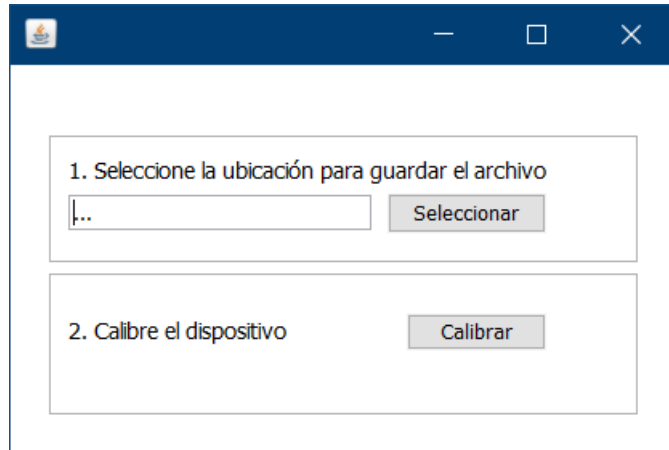 1. Seleccione la ubicación para guardar el archivo
...
Seleccionar
2. Calibre el dispositivo
Calibrar